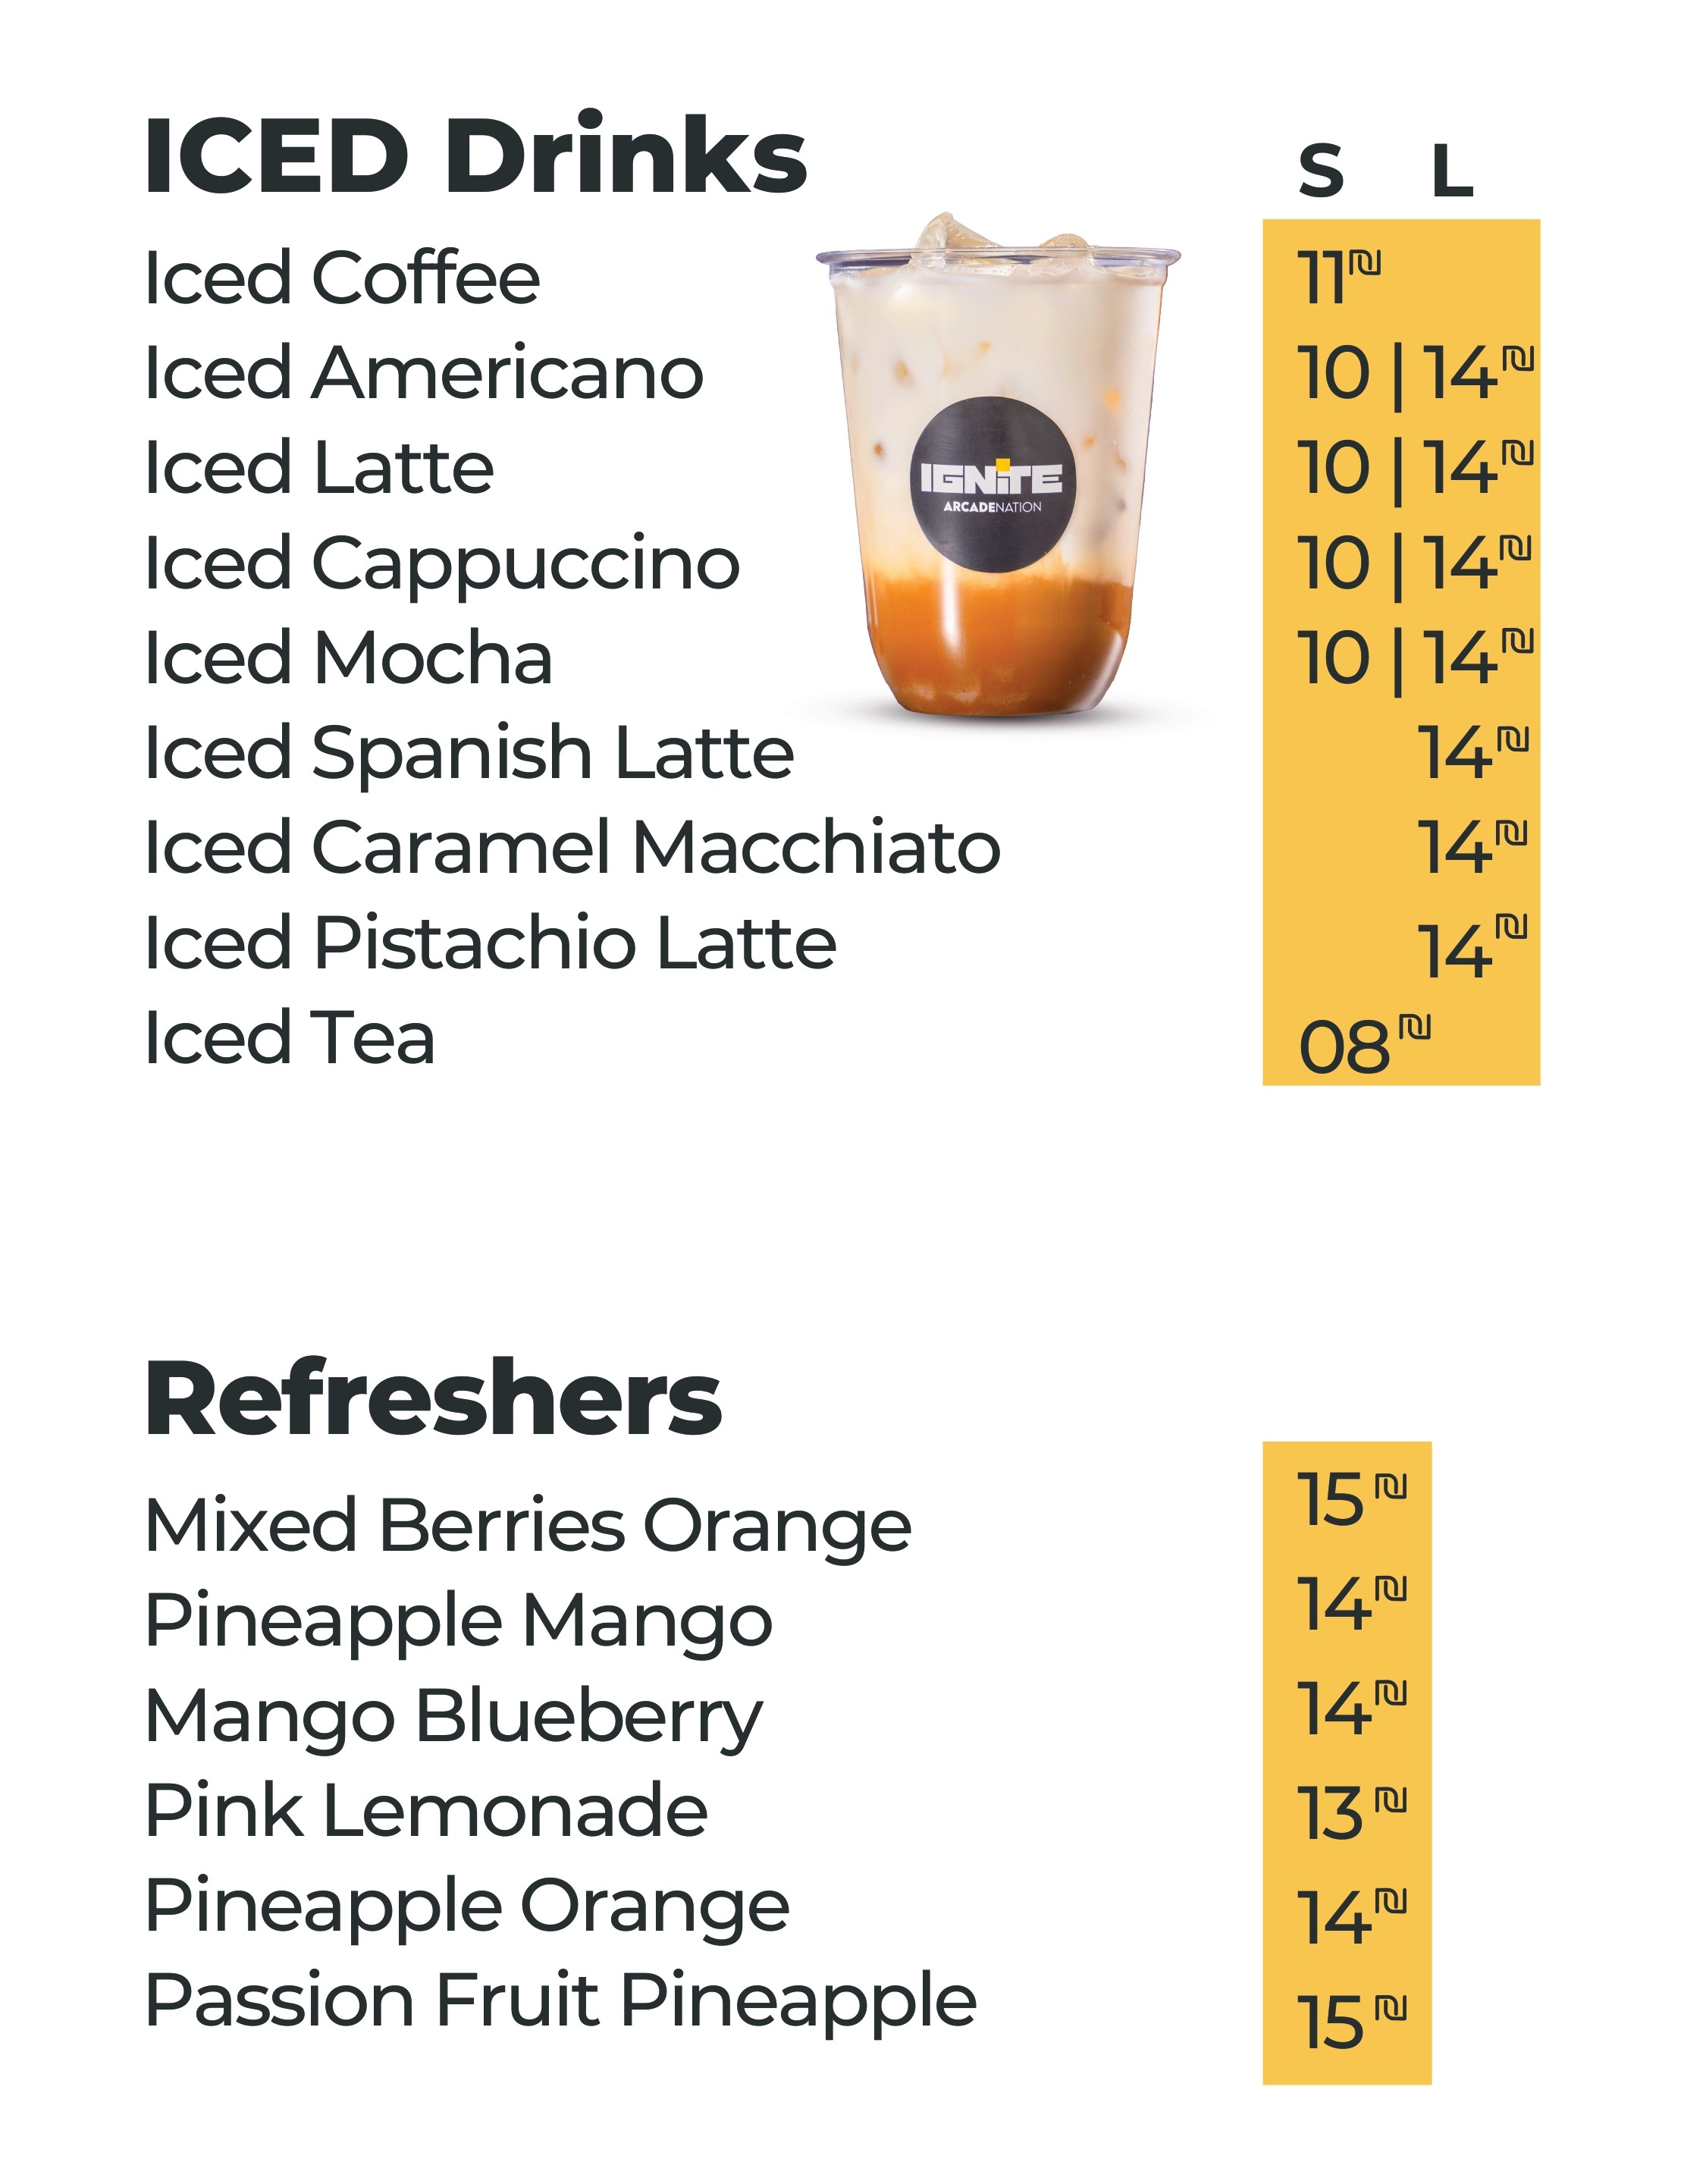 ICED Drinks S L
Iced Coffee 11₪
Iced Americano 10 | 14₪
Iced Latte 10 | 14₪
Iced Cappuccino 10 | 14₪
Iced Mocha 10 | 14₪
Iced Spanish Latte 14₪
Iced Caramel Macchiato 14₪
Iced Pistachio Latte 14₪
Iced Tea 08₪
IGNiTE
ARCADENATION
Refreshers
Mixed Berries Orange 15₪
Pineapple Mango 14₪
Mango Blueberry 14₪
Pink Lemonade 13₪
Pineapple Orange 14₪
Passion Fruit Pineapple 15₪